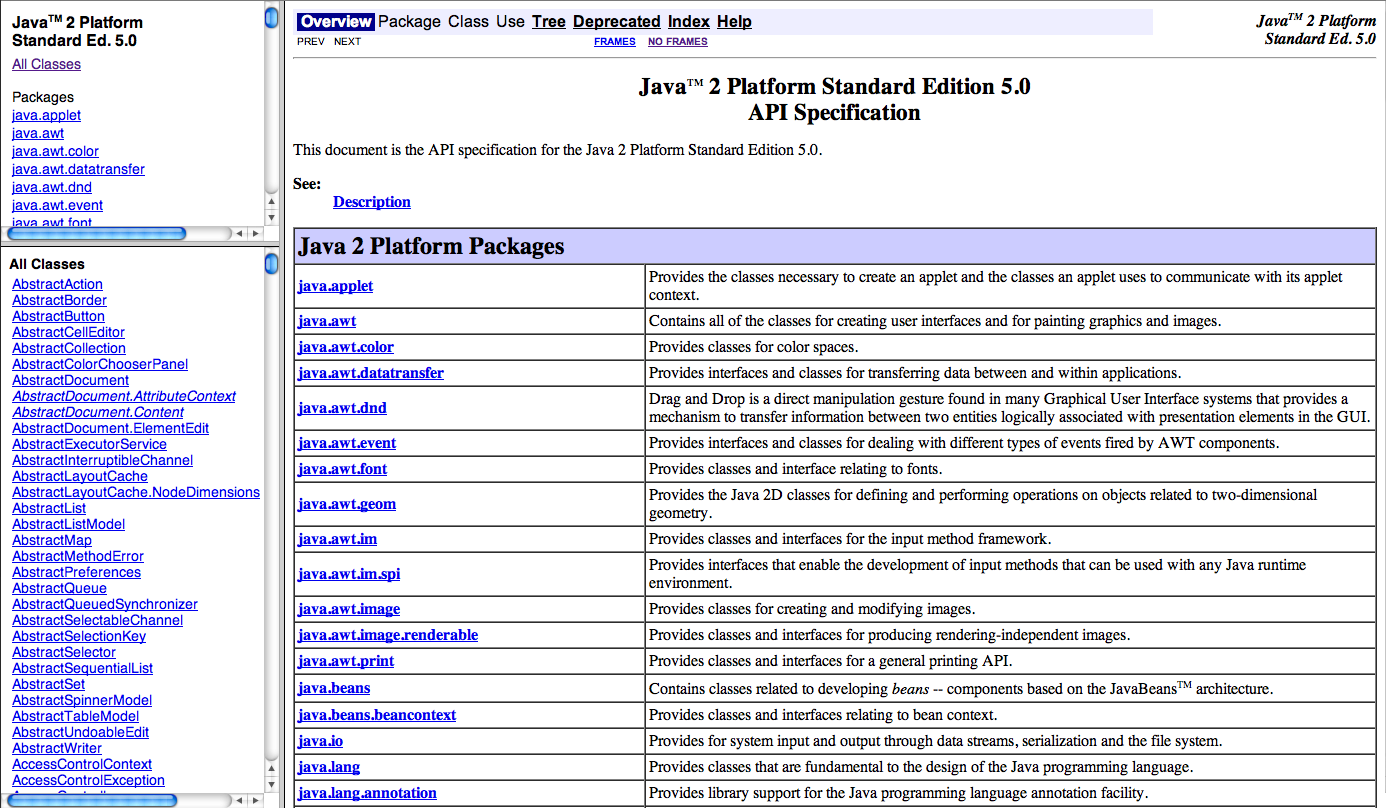 Java™ 2 Platform
Standard Ed. 5.0
All Classes
Packages
java.applet
java.awt
java.awt.color
java.awt.datatransfer
java.awt.dnd
java.awt.event
java.awt.font
All Classes
AbstractAction
AbstractBorder
AbstractButton
AbstractCellEditor
AbstractCollection
AbstractColorChooserPanel
AbstractDocument
AbstractDocument.AttributeContext
AbstractDocument.Content
AbstractDocument.ElementEdit
AbstractExecutorService
AbstractInterruptibleChannel
AbstractLayoutCache
AbstractLayoutCache.NodeDimensions
AbstractList
AbstractListModel
AbstractMap
AbstractMethodError
AbstractPreferences
AbstractQueue
AbstractQueuedSynchronizer
AbstractSelectableChannel
AbstractSelectionKey
AbstractSelector
AbstractSequentialList
AbstractSet
AbstractSpinnerModel
AbstractTableModel
AbstractUndoableEdit
AbstractWriter
AccessControlContext
AccessControlException
Overview Package Class Use Tree Deprecated Index Help
PREV NEXT FRAMES NO FRAMES
Java™ 2 Platform
Standard Ed. 5.0
Java™ 2 Platform Standard Edition 5.0
API Specification
This document is the API specification for the Java 2 Platform Standard Edition 5.0.
See:
Description
Java 2 Platform Packages
java.applet Provides the classes necessary to create an applet and the classes an applet uses to communicate with its applet
context.
java.awt Contains all of the classes for creating user interfaces and for painting graphics and images.
java.awt.color Provides classes for color spaces.
java.awt.datatransfer Provides interfaces and classes for transferring data between and within applications.
java.awt.dnd Drag and Drop is a direct manipulation gesture found in many Graphical User Interface systems that provides a
mechanism to transfer information between two entities logically associated with presentation elements in the GUI.
java.awt.event Provides interfaces and classes for dealing with different types of events fired by AWT components.
java.awt.font Provides classes and interface relating to fonts.
java.awt.geom Provides the Java 2D classes for defining and performing operations on objects related to two-dimensional
geometry.
java.awt.im Provides classes and interfaces for the input method framework.
java.awt.im.spi Provides interfaces that enable the development of input methods that can be used with any Java runtime
environment.
java.awt.image Provides classes for creating and modifying images.
java.awt.image.renderable Provides classes and interfaces for producing rendering-independent images.
java.awt.print Provides classes and interfaces for a general printing API.
java.beans Contains classes related to developing beans -- components based on the JavaBeans™ architecture.
java.beans.beancontext Provides classes and interfaces relating to bean context.
java.io Provides for system input and output through data streams, serialization and the file system.
java.lang Provides classes that are fundamental to the design of the Java programming language.
java.lang.annotation Provides library support for the Java programming language annotation facility.